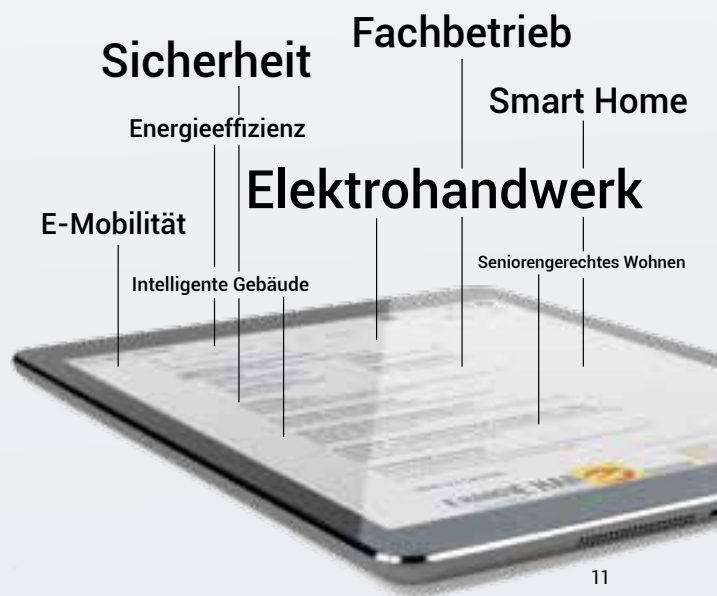 Fachbetrieb
Sicherheit
Smart Home
Energieeffizienz
Elektrohandwerk
E-Mobilität
Seniorengerechtes Wohnen
Intelligente Gebäude
11